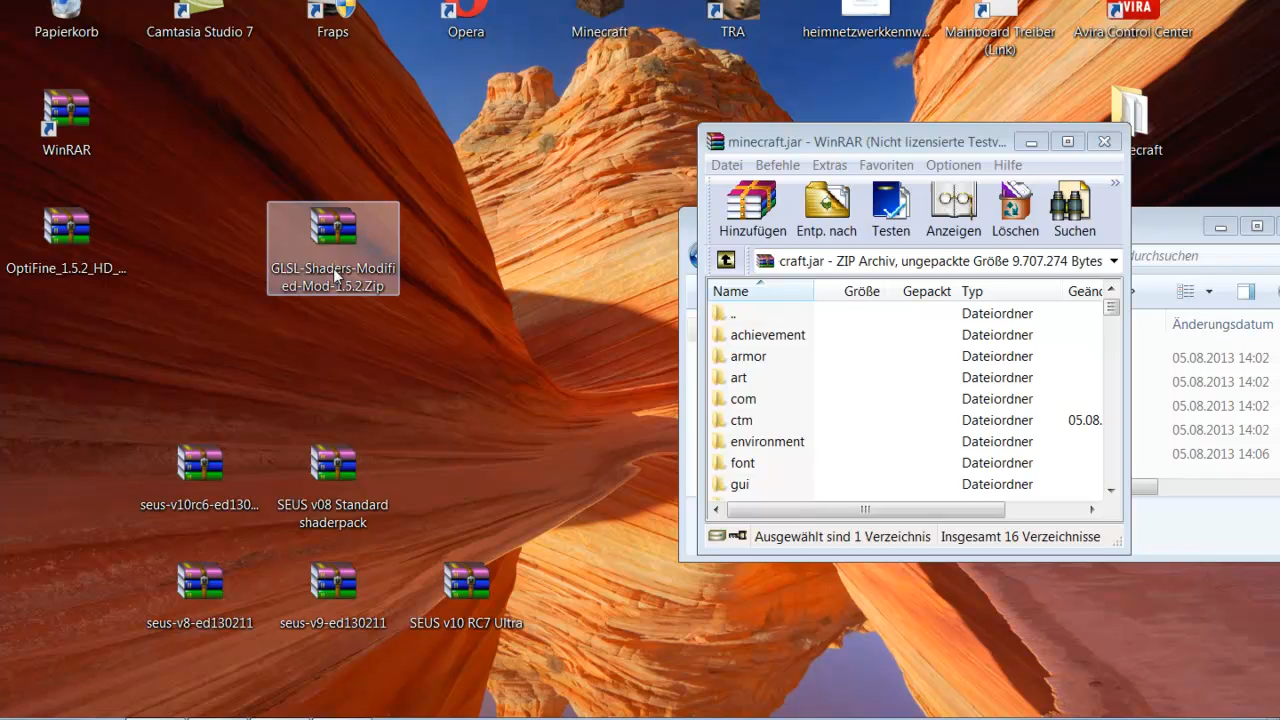 Papierkorb
Camtasia Studio 7
Fraps
Opera
Minecraft
TRA
heimnetzwerkkennw...
Mainboard Treiber
(Link)
AVIRA
Avira Control Center
WinRAR
OptiFine_1.5.2_HD_...
GLSL-Shaders-Modifi
ed-Mod-1.5.2.Zip
seus-v10rc6-ed130...
SEUS v08 Standard
shaderpack
seus-v8-ed130211
seus-v9-ed130211
SEUS v10 RC7 Ultra
ecraft
minecraft.jar - WinRAR (Nicht lizensierte Testv...
Datei Befehle Extras Favoriten Optionen Hilfe
Hinzufügen Entp. nach Testen Anzeigen Löschen Suchen
craft.jar - ZIP Archiv, ungepackte Größe 9.707.274 Bytes
Name Größe Gepackt Typ Geänd
.. Dateiordner
achievement Dateiordner
armor Dateiordner
art Dateiordner
com Dateiordner
ctm Dateiordner 05.08.
environment Dateiordner
font Dateiordner
gui Dateiordner
Ausgewählt sind 1 Verzeichnis Insgesamt 16 Verzeichnisse
durchsuchen
Änderungsdatum
05.08.2013 14:02
05.08.2013 14:02
05.08.2013 14:02
05.08.2013 14:02
05.08.2013 14:06